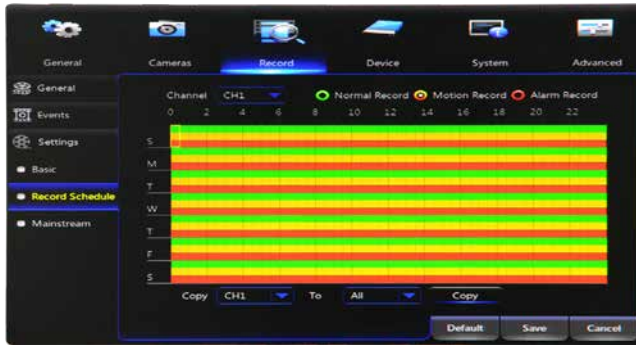 General Cameras Record Device System Advanced
General
Events
Settings
Basic
Record Schedule
Mainstream
Channel CH1 Normal Record Motion Record Alarm Record
0 2 4 6 8 10 12 14 16 18 20 22
S
M
T
W
T
F
S
Copy CH1 To All Copy
Default Save Cancel